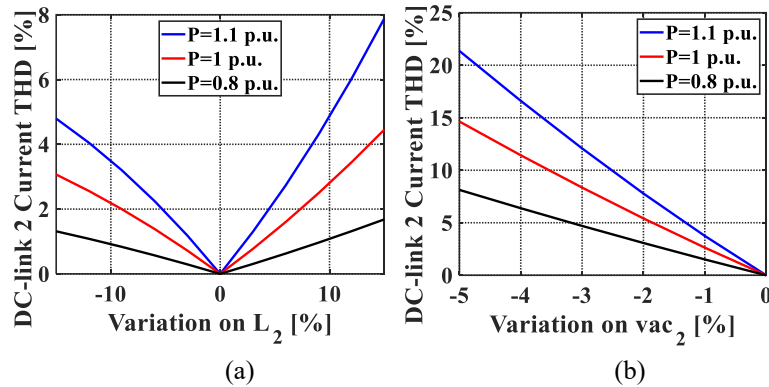 DC-link 2 Current THD [%]
8
6
4
2
0
P=1.1 p.u.
P=1 p.u.
P=0.8 p.u.
-10
0
10
Variation on L2 [%]
(a)
DC-link 2 Current THD [%]
25
20
15
10
5
0
P=1.1 p.u.
P=1 p.u.
P=0.8 p.u.
-5
-4
-3
-2
-1
0
Variation on vac2 [%]
(b)